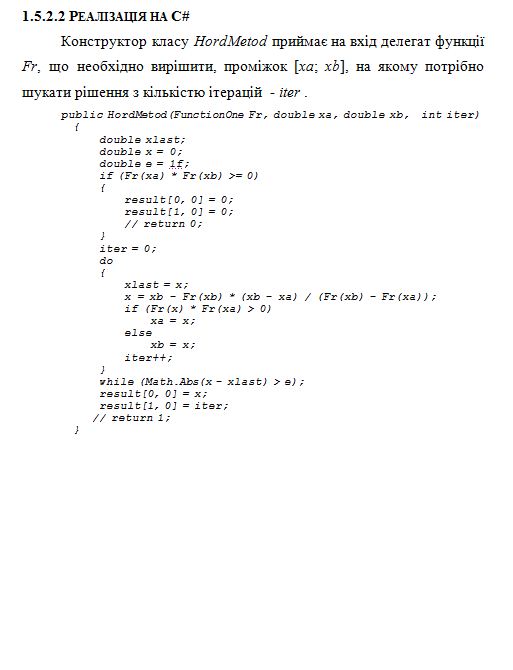 1.5.2.2 РЕАЛІЗАЦІЯ НА C#
Конструктор класу HordMetod приймає на вхід делегат функції
Fr, що необхідно вирішити, проміжок [xa; xb], на якому потрібно
шукати рішення з кількістю ітерацій - iter .
public HordMetod(FunctionOne Fr, double xa, double xb, int iter)
{
double xlast;
double x = 0;
double e = 1f;
if (Fr(xa) * Fr(xb) >= 0)
{
result[0, 0] = 0;
result[1, 0] = 0;
// return 0;
}
iter = 0;
do
{
xlast = x;
x = xb - Fr(xb) * (xb - xa) / (Fr(xb) - Fr(xa));
if (Fr(x) * Fr(xa) > 0)
xa = x;
else
xb = x;
iter++;
}
while (Math.Abs(x - xlast) > e);
result[0, 0] = x;
result[1, 0] = iter;
// return 1;
}